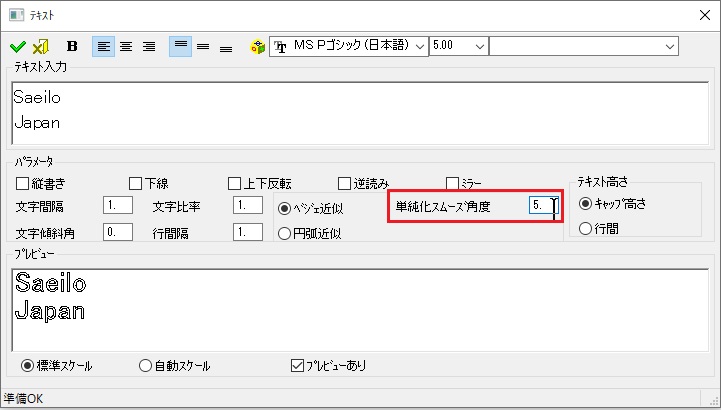 テキスト
B MS Pゴシック (日本語) 5.00
テキスト入力
Saeilo
Japan
パラメータ
縦書き 下線 上下反転 逆読み ミラー
テキスト高さ
文字間隔 1. 文字比率 1. ベジェ近似 単純化スムーズ角度 5. キャップ高さ
文字傾斜角 0. 行間隔 1. 円弧近似 行間
プレビュー
Saeilo
Japan
標準スケール 自動スケール プレビューあり
準備OK